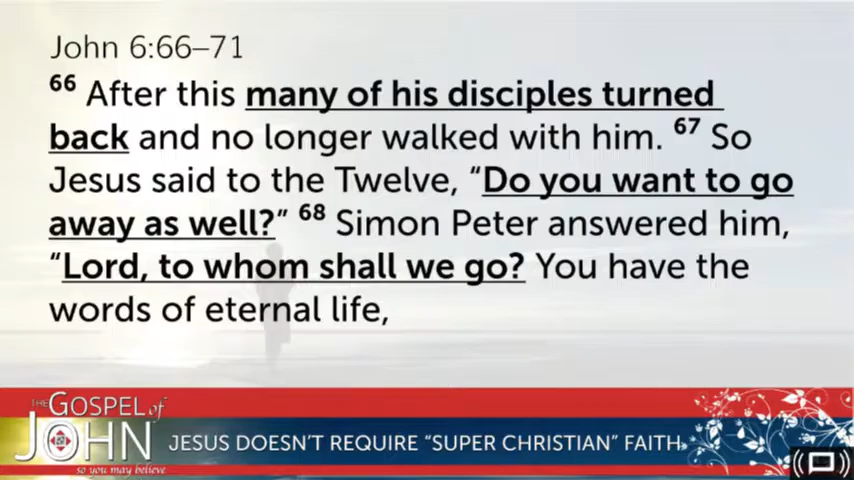 John 6:66–71
66 After this many of his disciples turned
back and no longer walked with him. 67 So
Jesus said to the Twelve, “Do you want to go
away as well?” 68 Simon Peter answered him,
“Lord, to whom shall we go? You have the
words of eternal life,
THE GOSPEL of
JOHN
so you may believe
JESUS DOESN’T REQUIRE “SUPER CHRISTIAN” FAITH